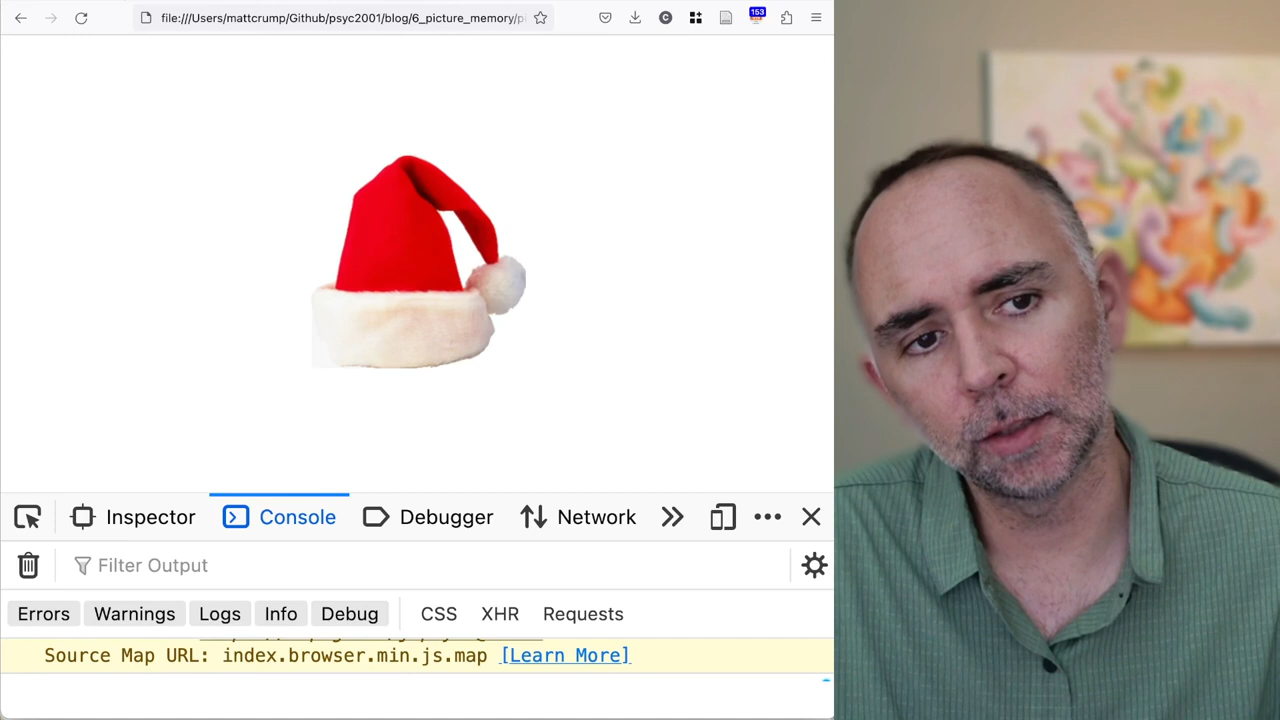 file:///Users/mattcrump/Github/psyc2001/blog/6_picture_memory/
153
Inspector
Console
Debugger
Network
Filter Output
Errors Warnings Logs Info Debug CSS XHR Requests
Source Map URL: index.browser.min.js.map [Learn More]